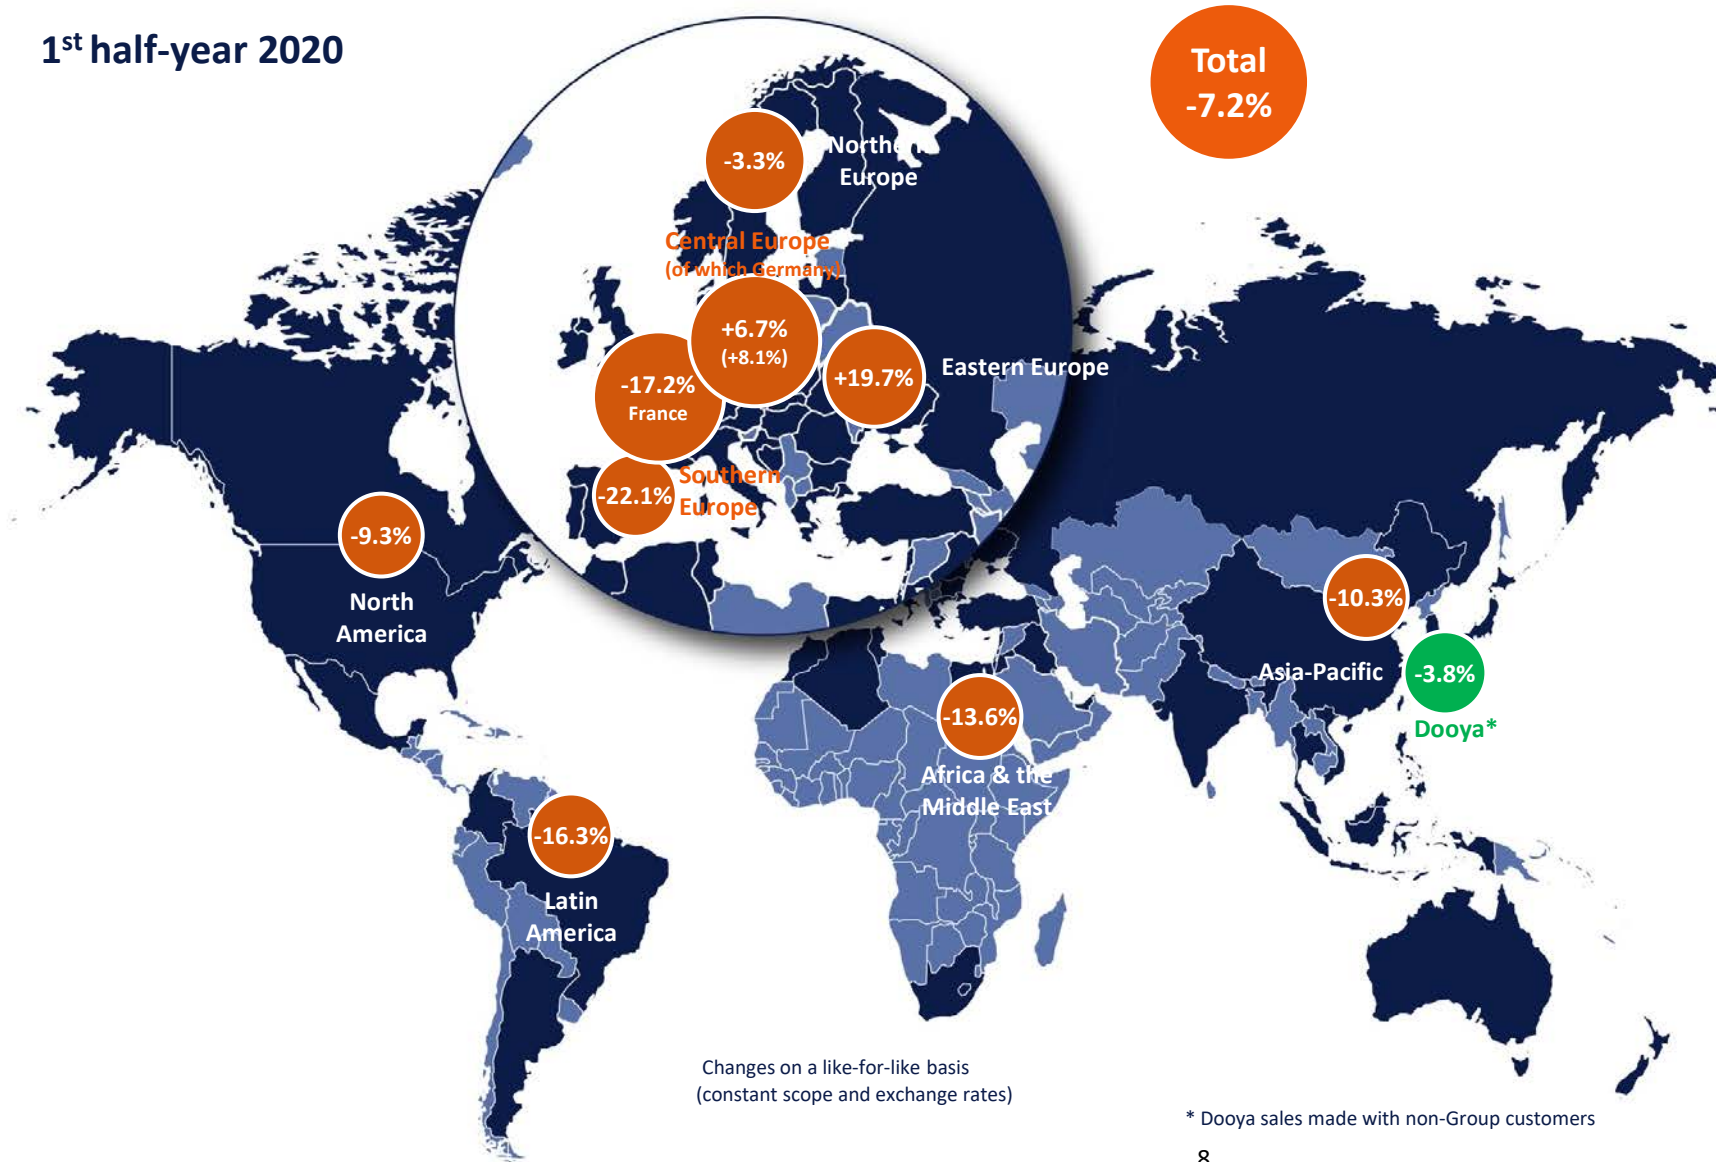 1st half-year 2020
Total
-7.2%
-3.3%
Northern
Europe
Central Europe
(of which Germany)
+6.7%
(+8.1%)
-17.2%
France
+19.7%
Eastern Europe
-22.1%
Southern
Europe
-9.3%
North
America
-10.3%
Asia-Pacific
-3.8%
Dooya*
-13.6%
Africa & the
Middle East
-16.3%
Latin
America
Changes on a like-for-like basis
(constant scope and exchange rates)
* Dooya sales made with non-Group customers
8